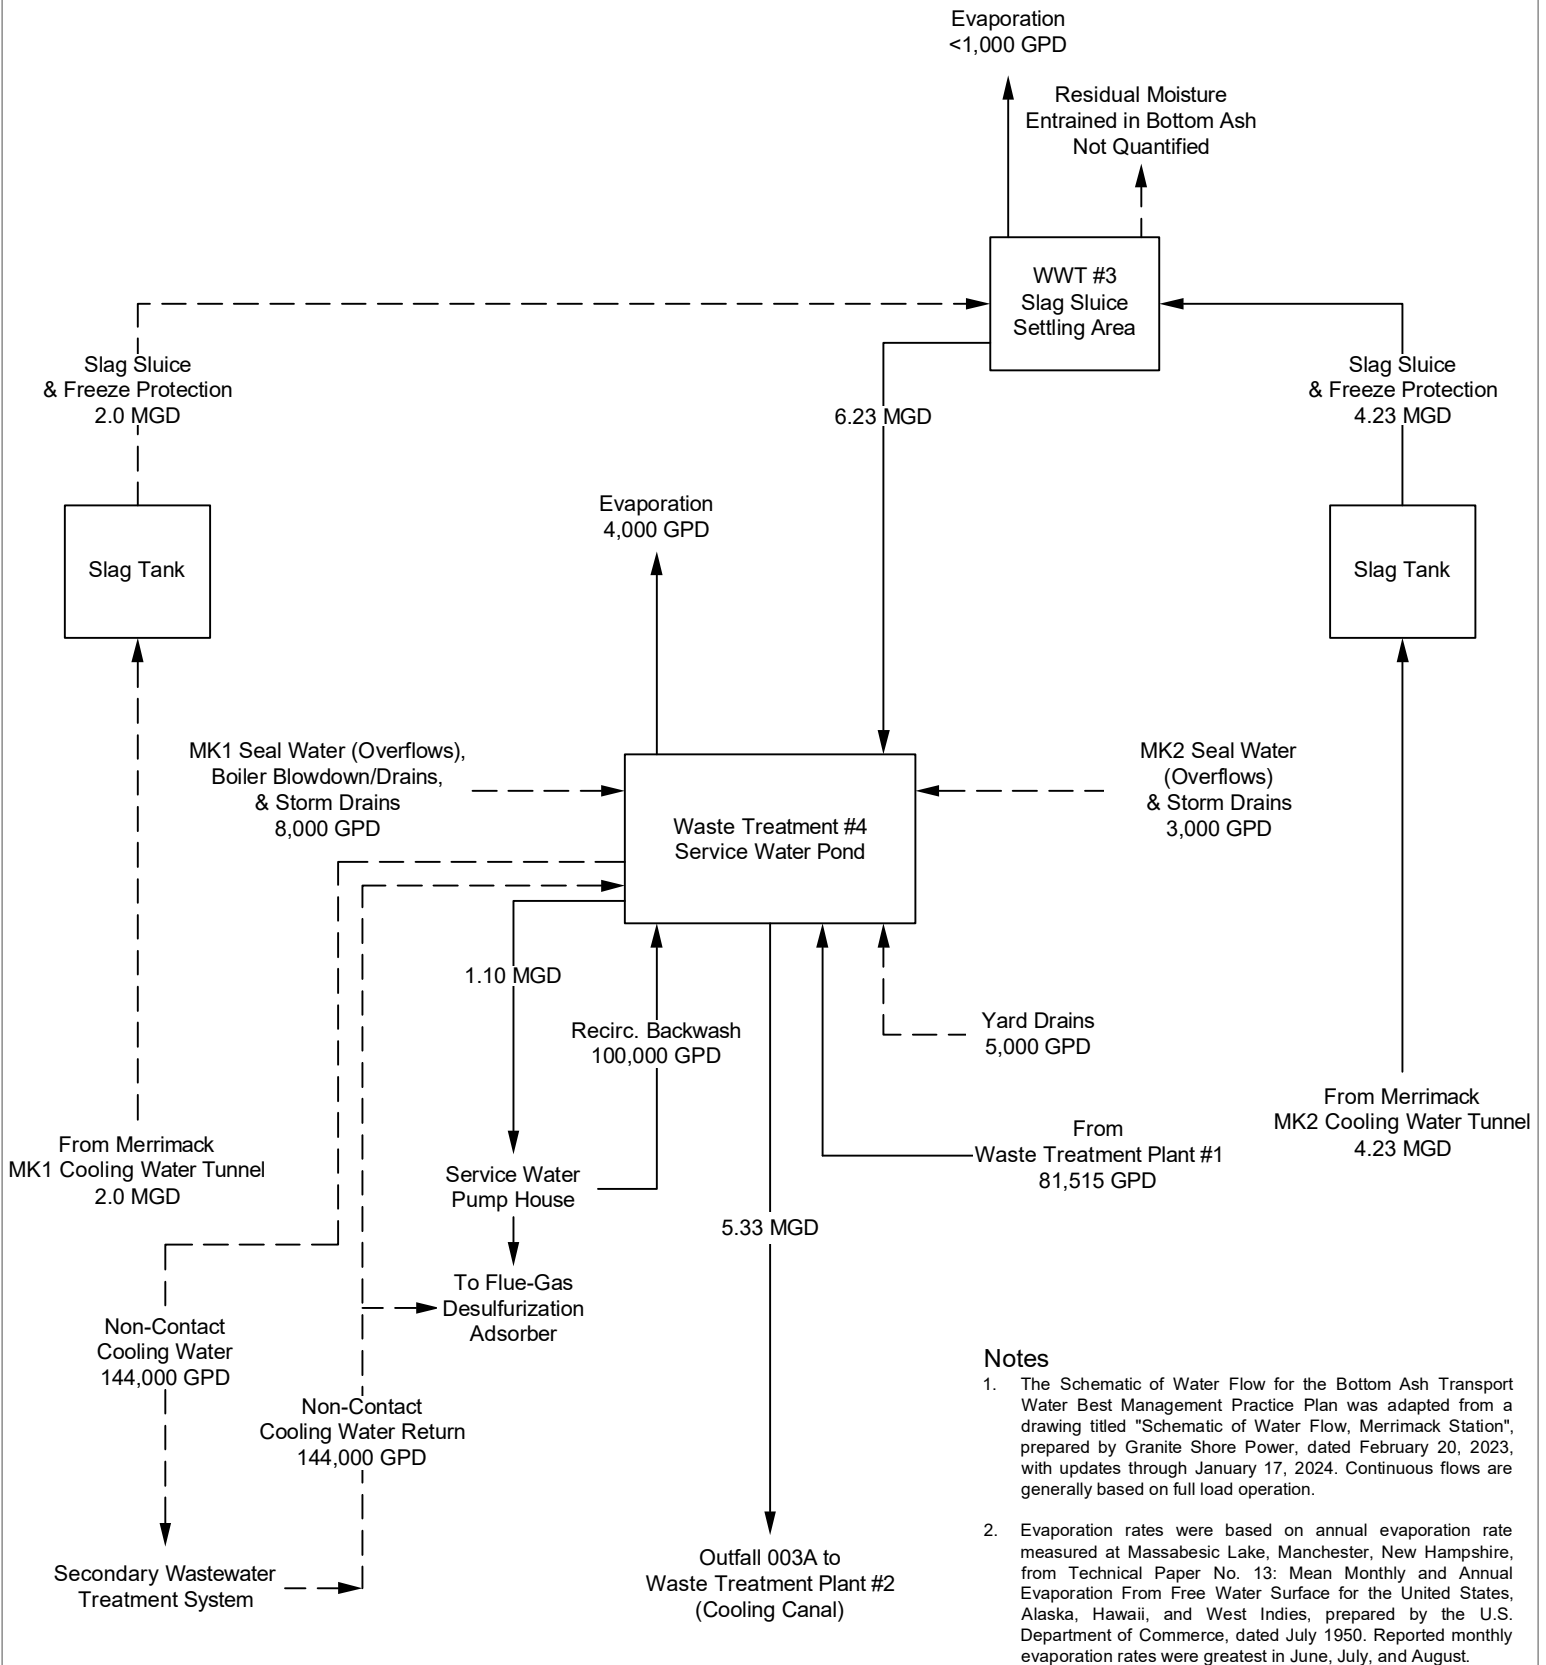 Evaporation
<1,000 GPD
Residual Moisture
Entrained in Bottom Ash
Not Quantified
WWT #3
Slag Sluice
Settling Area
Slag Sluice
& Freeze Protection
2.0 MGD
Slag Sluice
& Freeze Protection
4.23 MGD
6.23 MGD
Evaporation
4,000 GPD
Slag Tank
Slag Tank
MK1 Seal Water (Overflows),
Boiler Blowdown/Drains,
& Storm Drains
8,000 GPD
MK2 Seal Water
(Overflows)
& Storm Drains
3,000 GPD
Waste Treatment #4
Service Water Pond
1.10 MGD
Recirc. Backwash
100,000 GPD
Yard Drains
5,000 GPD
From Merrimack
MK2 Cooling Water Tunnel
4.23 MGD
From
Waste Treatment Plant #1
81,515 GPD
From Merrimack
MK1 Cooling Water Tunnel
2.0 MGD
Service Water
Pump House
5.33 MGD
To Flue-Gas
Desulfurization
Adsorber
Non-Contact
Cooling Water
144,000 GPD
Non-Contact
Cooling Water Return
144,000 GPD
Secondary Wastewater
Treatment System
Outfall 003A to
Waste Treatment Plant #2
(Cooling Canal)
Notes
1. The Schematic of Water Flow for the Bottom Ash Transport
Water Best Management Practice Plan was adapted from a
drawing titled "Schematic of Water Flow, Merrimack Station",
prepared by Granite Shore Power, dated February 20, 2023,
with updates through January 17, 2024. Continuous flows are
generally based on full load operation.
2. Evaporation rates were based on annual evaporation rate
measured at Massabesic Lake, Manchester, New Hampshire,
from Technical Paper No. 13: Mean Monthly and Annual
Evaporation From Free Water Surface for the United States,
Alaska, Hawaii, and West Indies, prepared by the U.S.
Department of Commerce, dated July 1950. Reported monthly
evaporation rates were greatest in June, July, and August.